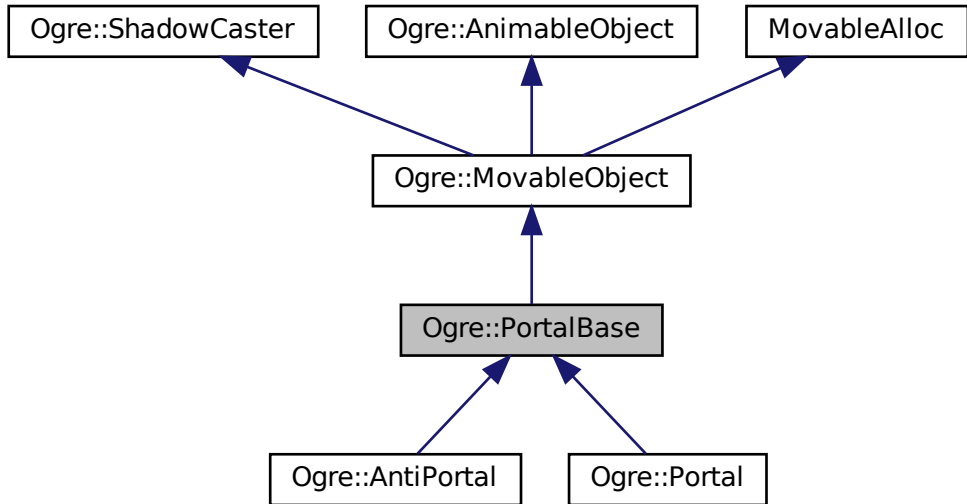 Ogre::ShadowCaster
Ogre::AnimableObject
MovableAlloc
Ogre::MovableObject
Ogre::PortalBase
Ogre::AntiPortal
Ogre::Portal